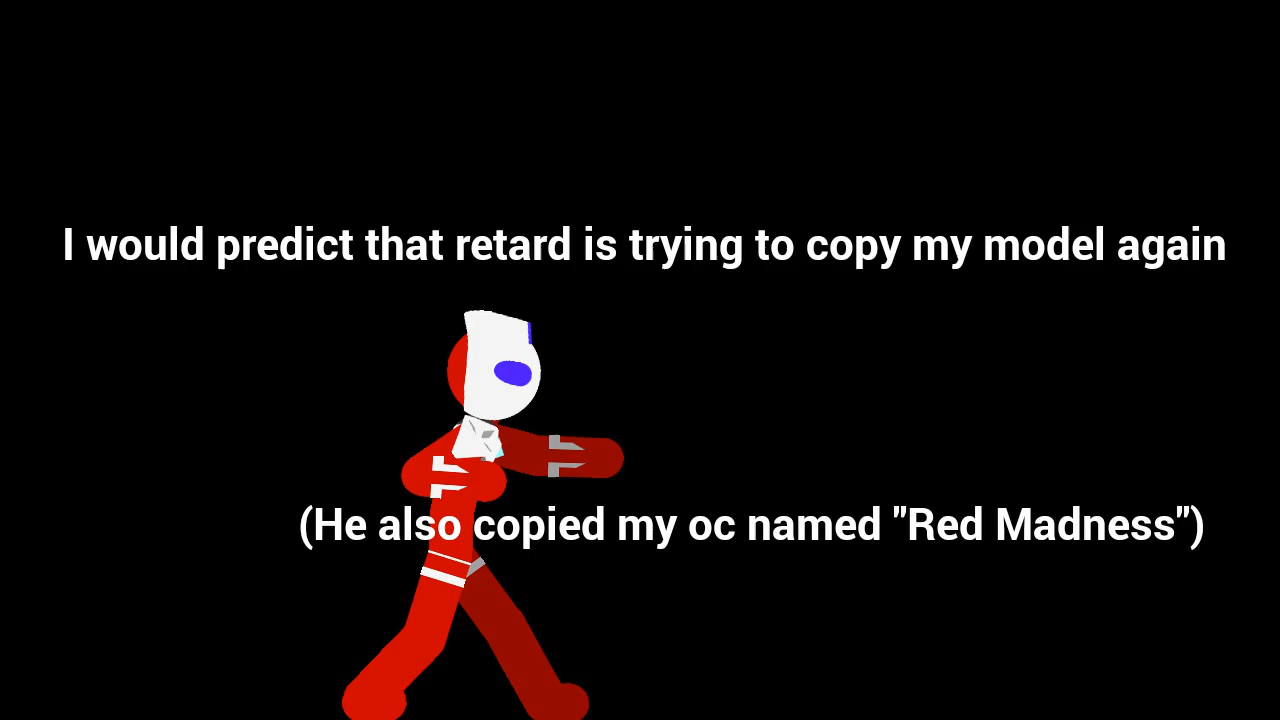 I would predict that retard is trying to copy my model again
(He also copied my oc named "Red Madness")